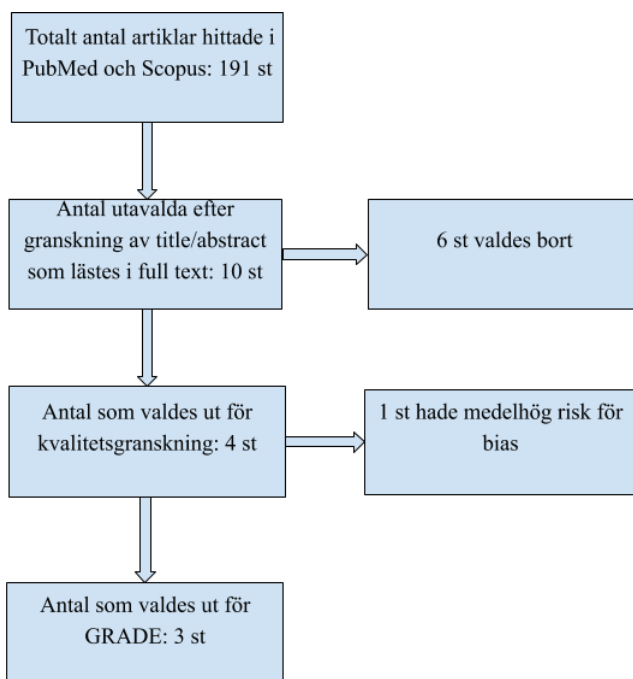 Totalt antal artiklar hittade i
PubMed och Scopus: 191 st
Antal utavalda efter
granskning av title/abstract
som lästes i full text: 10 st
6 st valdes bort
Antal som valdes ut för
kvalitetsgranskning: 4 st
1 st hade medelhög risk för
bias
Antal som valdes ut för
GRADE: 3 st